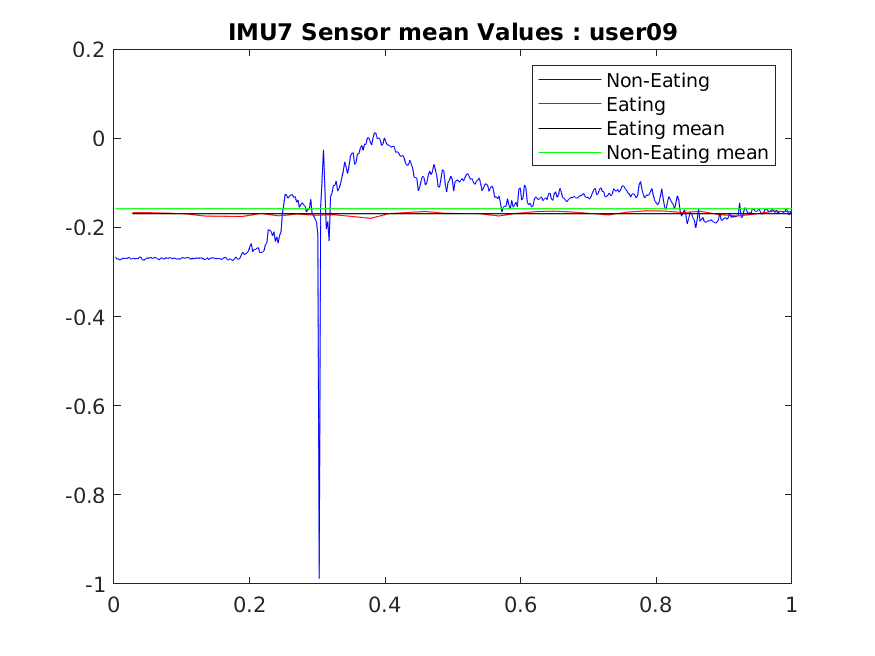 IMU7 Sensor mean Values : user09
Non-Eating
Eating
Eating mean
Non-Eating mean
0.2
0
-0.2
-0.4
-0.6
-0.8
-1
0 0.2 0.4 0.6 0.8 1